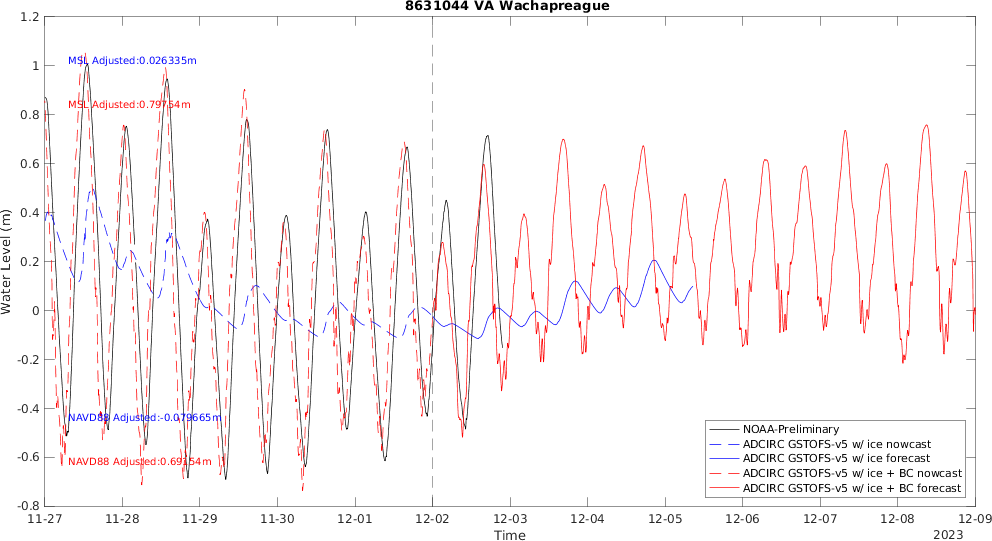 8631044 VA Wachapreague
1.2
1
0.8
0.6
0.4
0.2
0
-0.2
-0.4
-0.6
-0.8
Water Level (m)
MSL Adjusted:0.026335m
MSL Adjusted:0.79754m
NAVD88 Adjusted:-0.079665m
NAVD88 Adjusted:0.69154m
NOAA-Preliminary
ADCIRC GSTOFS-v5 w/ ice nowcast
ADCIRC GSTOFS-v5 w/ ice forecast
ADCIRC GSTOFS-v5 w/ ice + BC nowcast
ADCIRC GSTOFS-v5 w/ ice + BC forecast
11-27 11-28 11-29 11-30 12-01 12-02 12-03 12-04 12-05 12-06 12-07 12-08 12-09
Time
2023